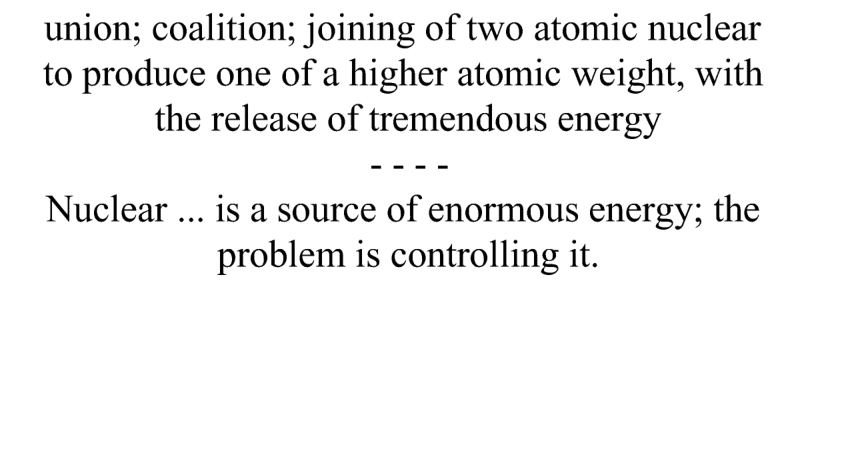 union; coalition; joining of two atomic nuclear
to produce one of a higher atomic weight, with
the release of tremendous energy
- - - -
Nuclear ... is a source of enormous energy; the
problem is controlling it.